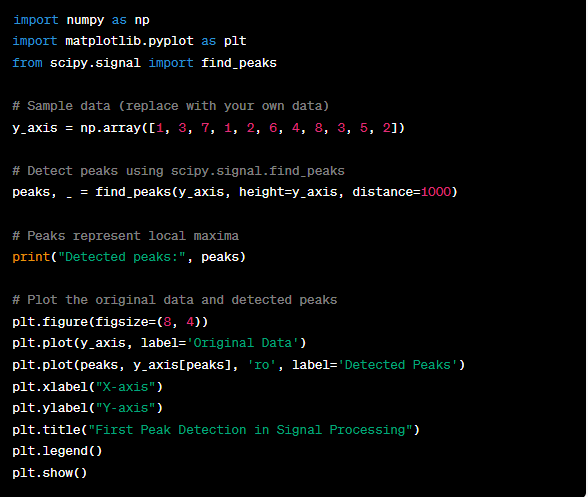 import numpy as np
import matplotlib.pyplot as plt
from scipy.signal import find_peaks
# Sample data (replace with your own data)
y_axis = np.array([1, 3, 7, 1, 2, 6, 4, 8, 3, 5, 2])
# Detect peaks using scipy.signal.find_peaks
peaks, _ = find_peaks(y_axis, height=y_axis, distance=1000)
# Peaks represent local maxima
print("Detected peaks:", peaks)
# Plot the original data and detected peaks
plt.figure(figsize=(8, 4))
plt.plot(y_axis, label='Original Data')
plt.plot(peaks, y_axis[peaks], 'ro', label='Detected Peaks')
plt.xlabel("X-axis")
plt.ylabel("Y-axis")
plt.title("First Peak Detection in Signal Processing")
plt.legend()
plt.show()